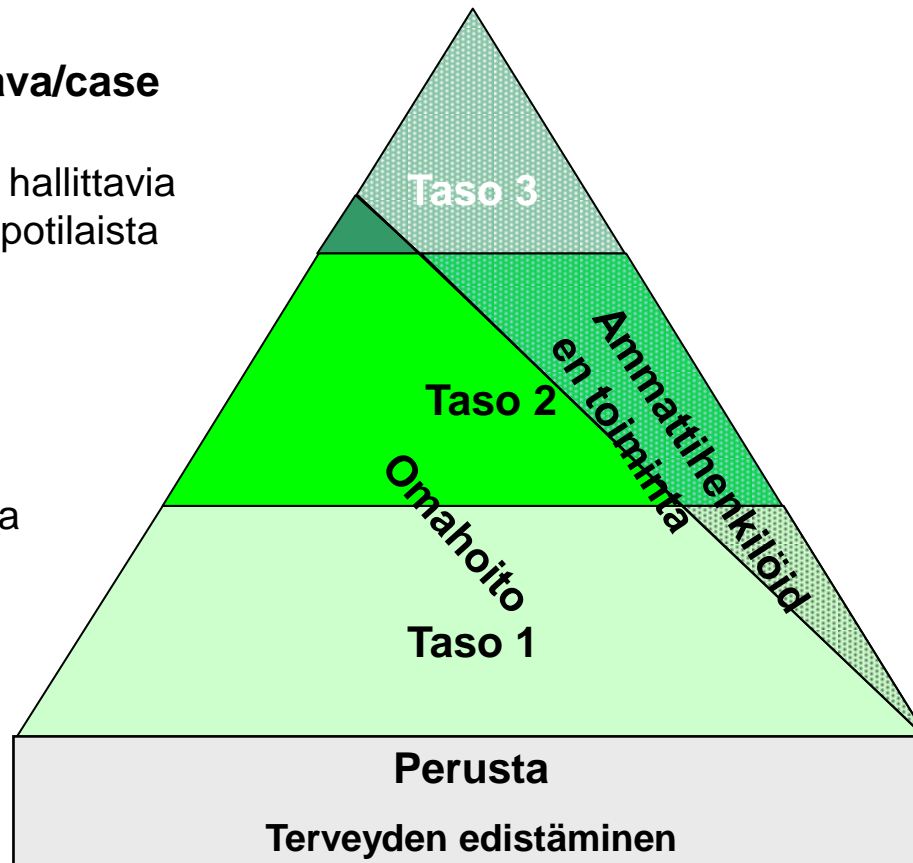 ava/case
hallittavia
potilaista
a
Taso 3
Taso 2
Ammattihenkilöid
en toiminta
Omahoito
Taso 1
Perusta
Terveyden edistäminen